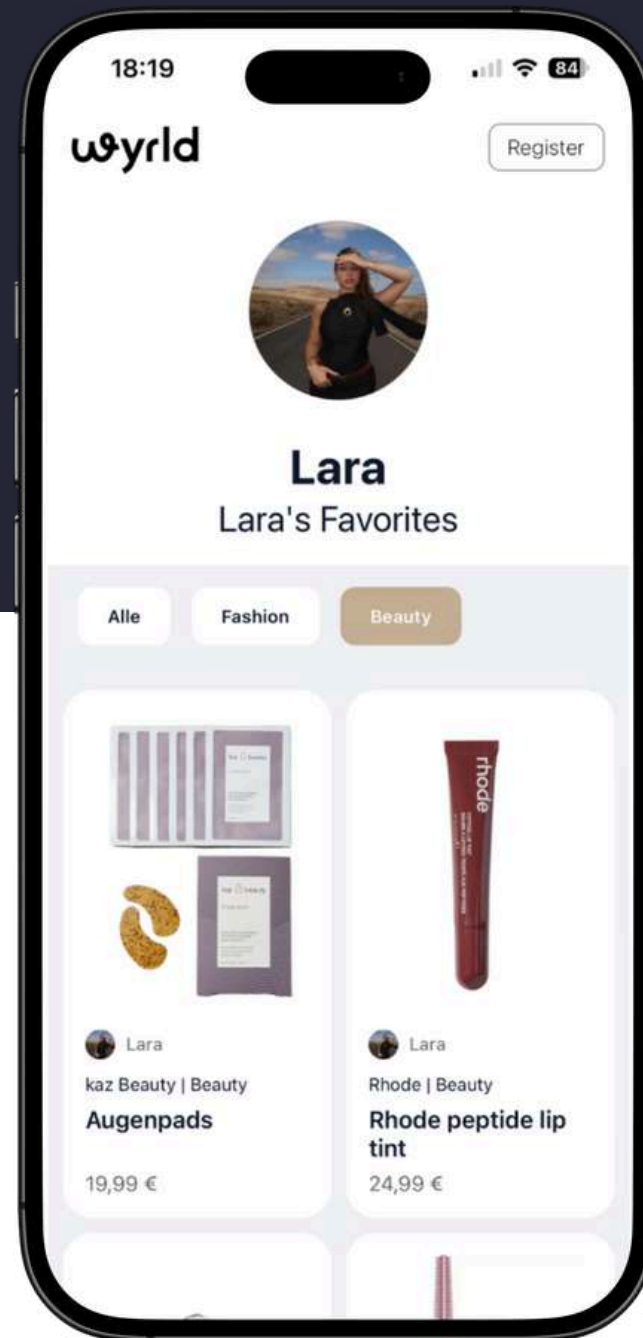 18:19
84
wyrld
Register
Lara
Lara's Favorites
Alle
Fashion
Beauty
rhode
Lara
kaz Beauty | Beauty
Augenpads
19,99 €
Lara
Rhode | Beauty
Rhode peptide lip
tint
24,99 €